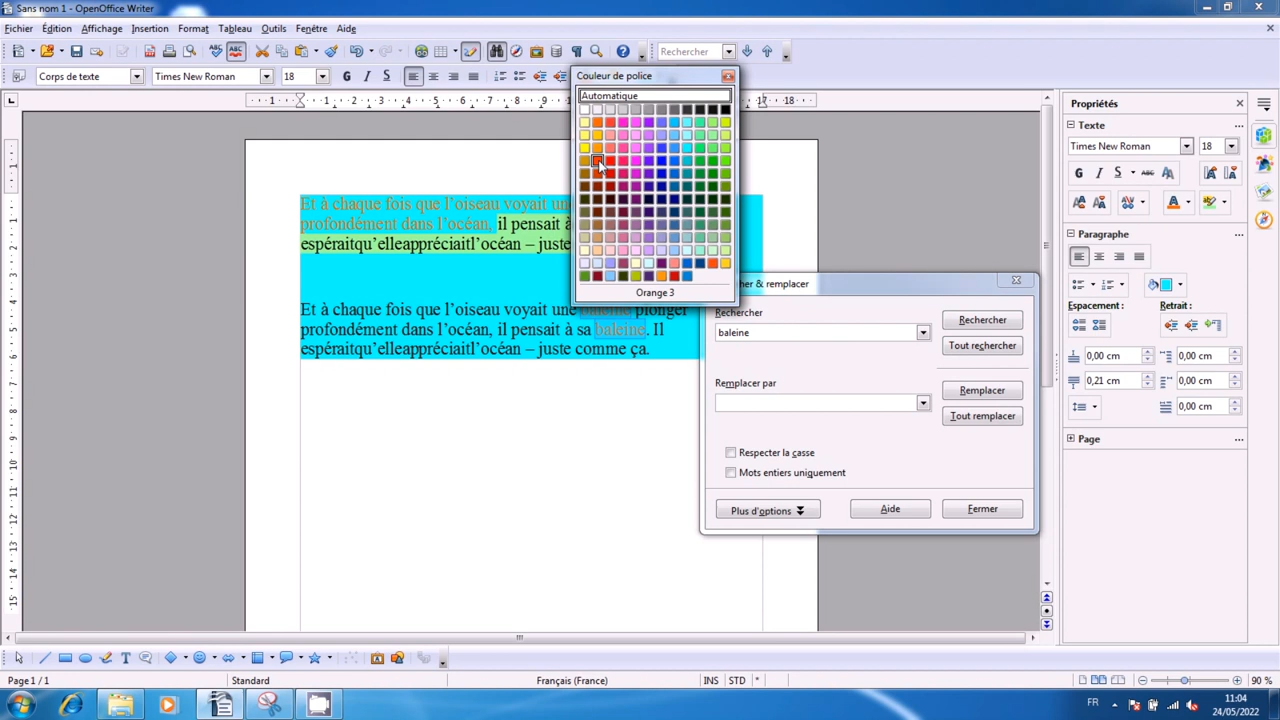 Sans nom 1 - OpenOffice Writer
Fichier Édition Affichage Insertion Format Tableau Outils Fenêtre Aide
Rechercher
Corps de texte Times New Roman 18 G I S
Couleur de police
Automatique
Orange 3
Et à chaque fois que l'oiseau voyait une
profondément dans l'océan, il pensait à
espéraitqu'elleappréciaitl'océan – juste
Et à chaque fois que l'oiseau voyait une baleine plonger
profondément dans l'océan, il pensait à sa baleine. Il
espéraitqu'elleappréciaitl'océan – juste comme ça.
her & remplacer
Rechercher
baleine
Rechercher
Tout rechercher
Remplacer par
Remplacer
Tout remplacer
Respecter la casse
Mots entiers uniquement
Plus d'options Aide Fermer
Propriétés
Texte
Times New Roman 18
G I S ABC AA
Paragraphe
Espacement : Retrait :
0,00 cm 0,00 cm
0,21 cm 0,00 cm
0,00 cm
Page
Page 1 / 1 Standard Français (France) INS STD * 90 %
FR 11:04
24/05/2022